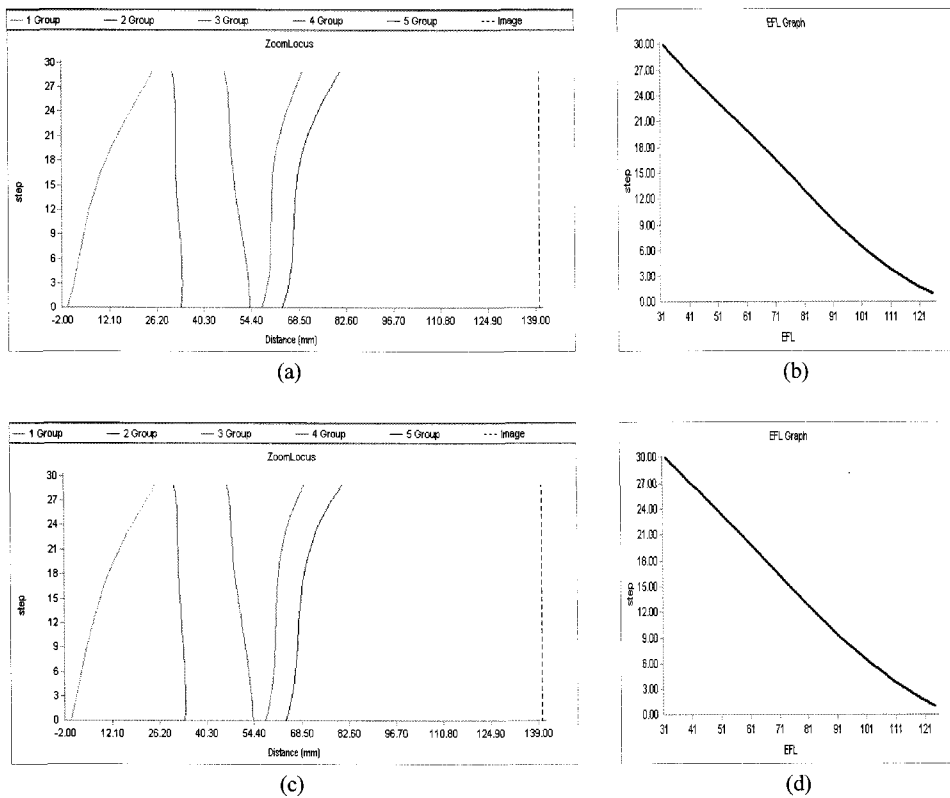 1 Group 2 Group 3 Group 4 Group 5 Group Image
ZoomLocus
30
27
24
21
18
15
12
9
6
3
0
step
-2.00 12.10 26.20 40.30 54.40 68.50 82.60 96.70 110.80 124.90 139.00
Distance (mm)
(a)
EFL Graph
30.00
27.00
24.00
21.00
18.00
15.00
12.00
9.00
6.00
3.00
0.00
step
31 41 51 61 71 81 91 101 111 121
EFL
(b)
1 Group 2 Group 3 Group 4 Group 5 Group Image
ZoomLocus
30
27
24
21
18
15
12
9
6
3
0
step
-2.00 12.10 26.20 40.30 54.40 68.50 82.60 96.70 110.80 124.90 139.00
Distance (mm)
(c)
EFL Graph
30.00
27.00
24.00
21.00
18.00
15.00
12.00
9.00
6.00
3.00
0.00
step
31 41 51 61 71 81 91 101 111 121
EFL
(d)